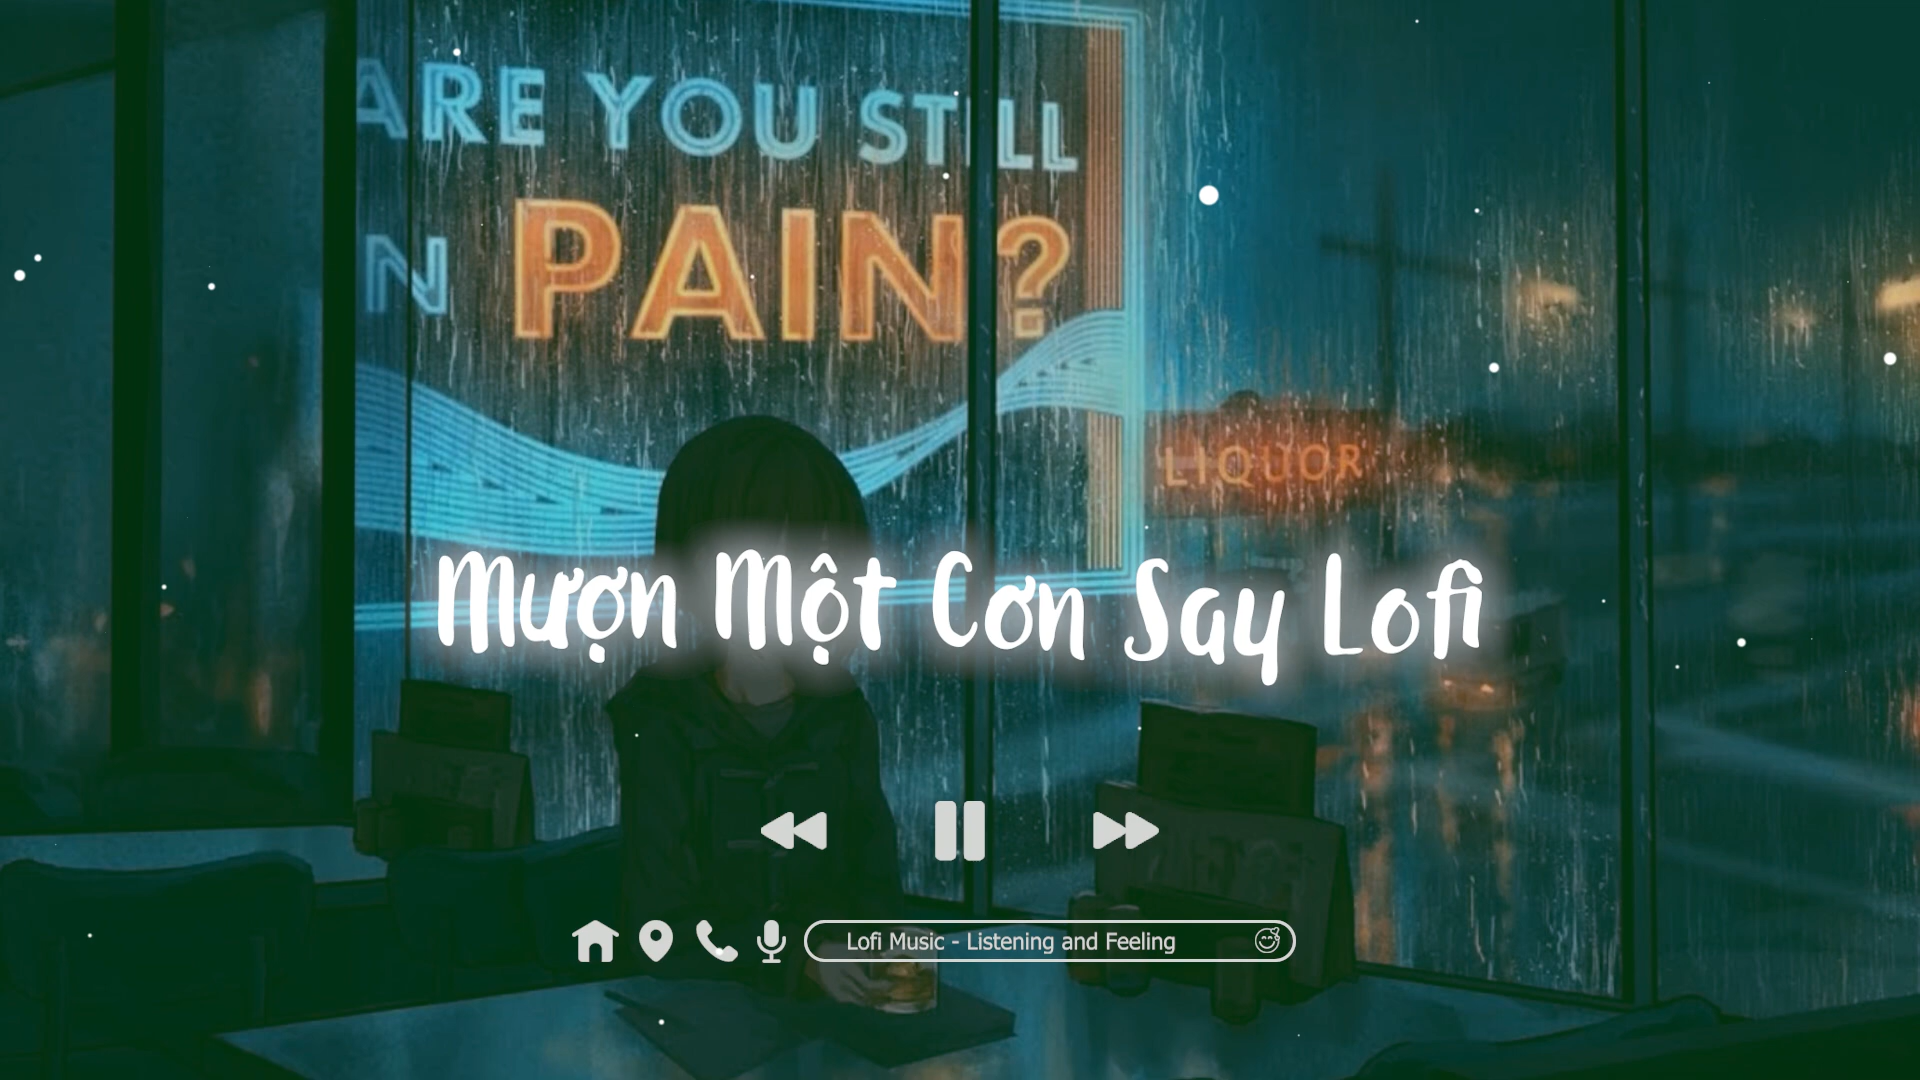 ARE YOU STILL
N PAIN?
LIQUOR
Mượn Một Cơn Say Lofi
Lofi Music - Listening and Feeling